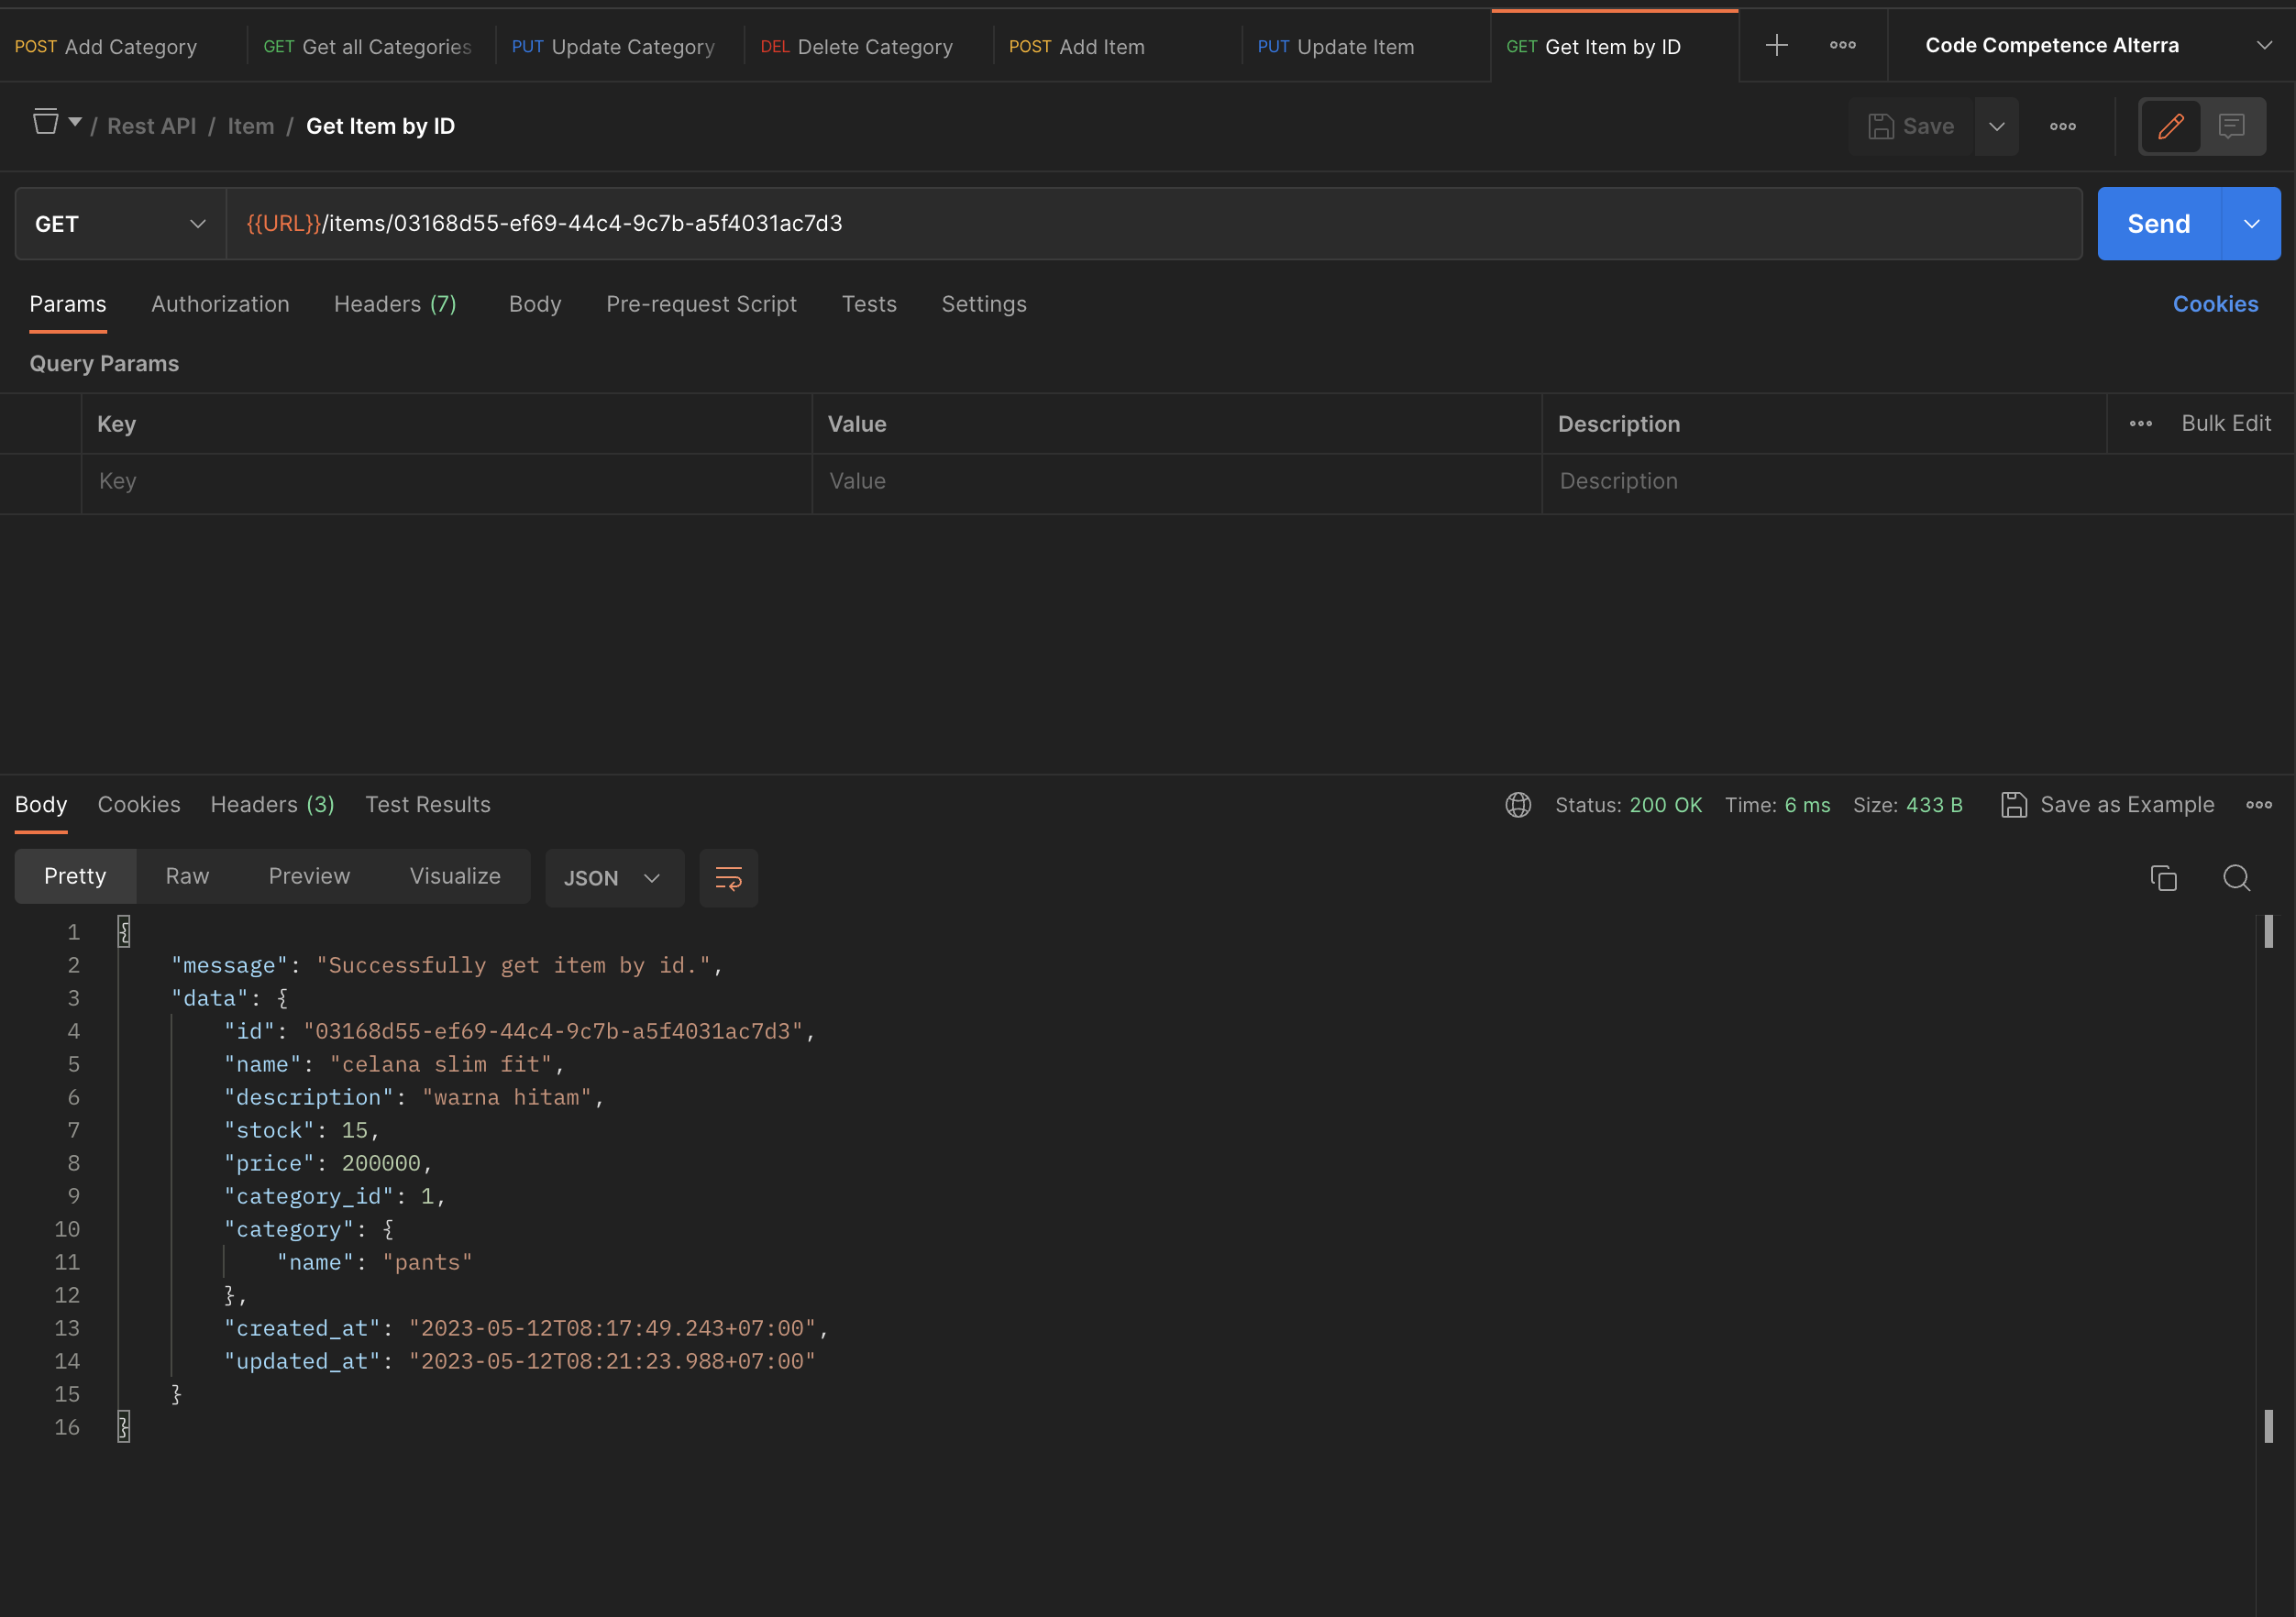 POST Add Category GET Get all Categories PUT Update Category DEL Delete Category POST Add Item PUT Update Item GET Get Item by ID Code Competence Alterra
/ Rest API / Item / Get Item by ID Save
GET {{URL}}/items/03168d55-ef69-44c4-9c7b-a5f4031ac7d3 Send
Params Authorization Headers (7) Body Pre-request Script Tests Settings Cookies
Query Params
Key Value Description Bulk Edit
Key Value Description
Body Cookies Headers (3) Test Results Status: 200 OK Time: 6 ms Size: 433 B Save as Example
Pretty Raw Preview Visualize JSON
1 {
2 "message": "Successfully get item by id.",
3 "data": {
4 "id": "03168d55-ef69-44c4-9c7b-a5f4031ac7d3",
5 "name": "celana slim fit",
6 "description": "warna hitam",
7 "stock": 15,
8 "price": 200000,
9 "category_id": 1,
10 "category": {
11 "name": "pants"
12 },
13 "created_at": "2023-05-12T08:17:49.243+07:00",
14 "updated_at": "2023-05-12T08:21:23.988+07:00"
15 }
16 }